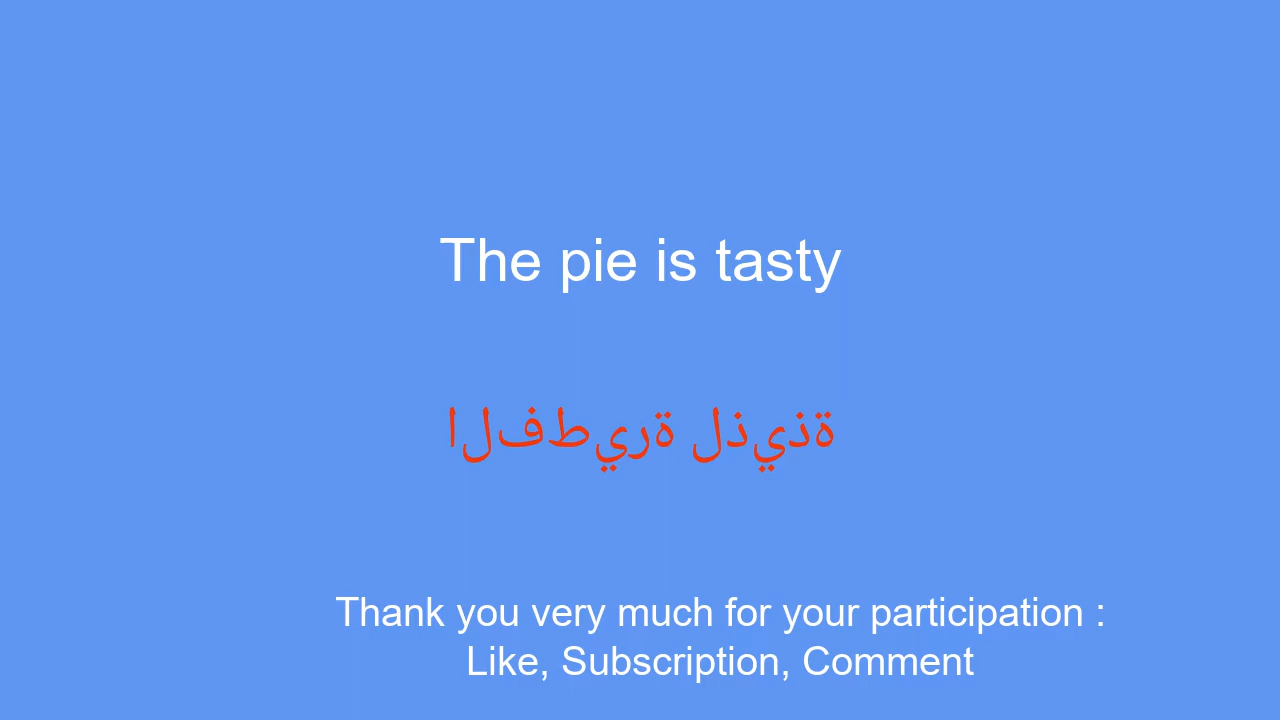 The pie is tasty
الفطيرة لذيذة
Thank you very much for your participation :
Like, Subscription, Comment